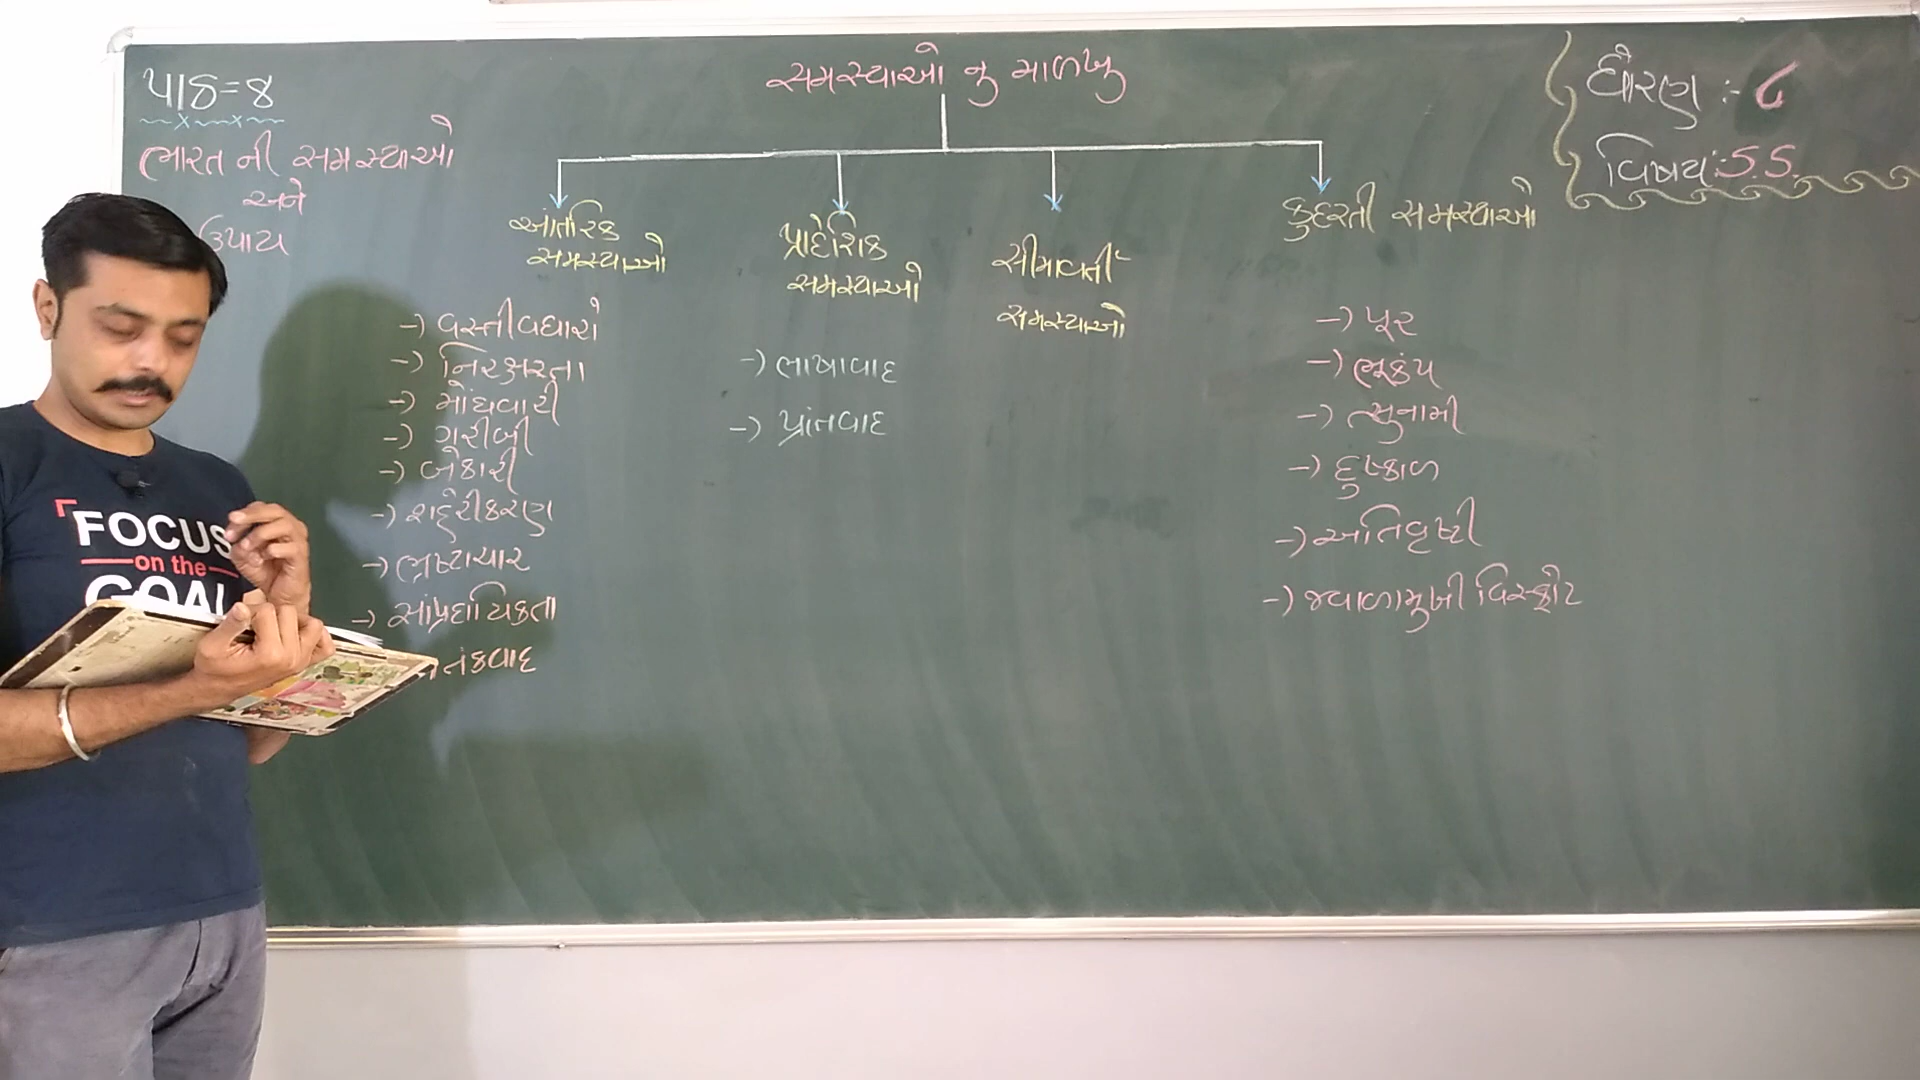 પાઠ=૪
ભારત ની સમસ્યાઓ
અને
ઉપાય
સમસ્યાઓ નુ માળખુ
ધોરણ :- ૮
વિષય:- S.S.
આંતરિક
સમસ્યાઓ
-> વસ્તીવધારો
-> નિરક્ષરતા
-> મોંઘવારી
-> ગરીબી
-> બેકારી
-> શહેરીકરણ
-> ભ્રષ્ટાચાર
-> સાંપ્રદાયિકતા
તંકવાદ
પ્રાદેશિક
સમસ્યાઓ
-> ભાષાવાદ
-> પ્રાંતવાદ
સીમાવર્તી
સમસ્યાઓ
કુદરતી સમસ્યાઓ
-> પૂર
-> ભૂકંપ
-> ત્સુનામી
-> દુષ્કાળ
-> અતિવૃષ્ટી
-> જવાળામુખી વિસ્ફોટ
FOCUS
on the
GOAL